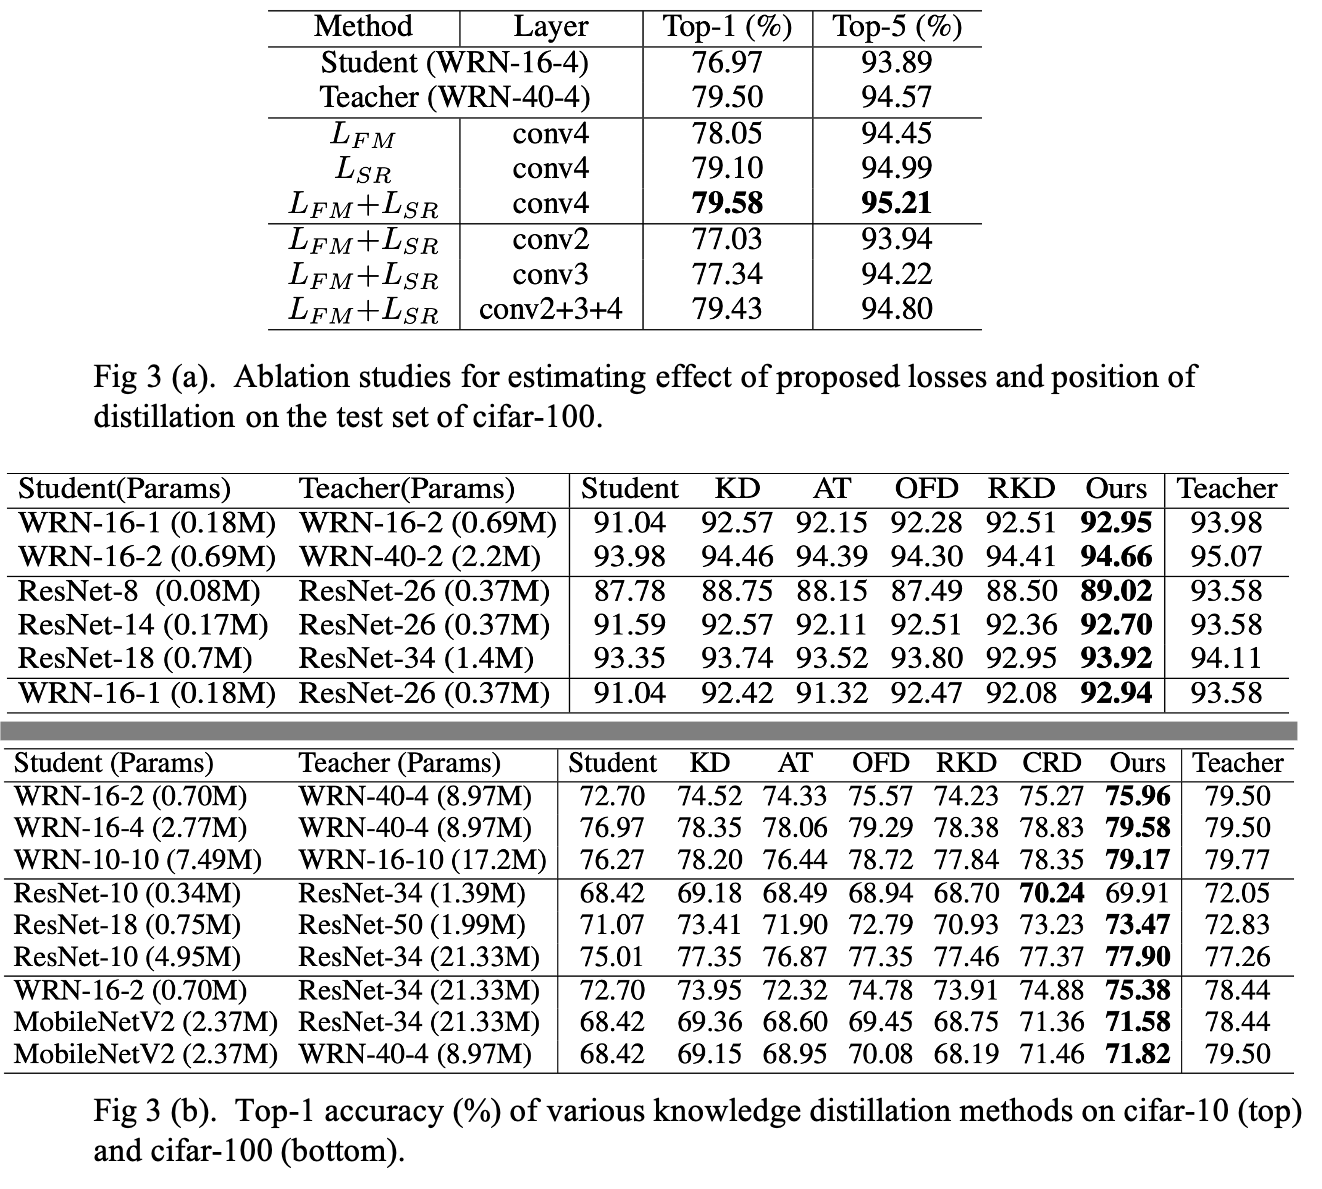 Method Layer Top-1 (%) Top-5 (%)
Student (WRN-16-4) 76.97 93.89
Teacher (WRN-40-4) 79.50 94.57
L_FM conv4 78.05 94.45
L_SR conv4 79.10 94.99
L_FM+L_SR conv4 79.58 95.21
L_FM+L_SR conv2 77.03 93.94
L_FM+L_SR conv3 77.34 94.22
L_FM+L_SR conv2+3+4 79.43 94.80
Fig 3 (a). Ablation studies for estimating effect of proposed losses and position of
distillation on the test set of cifar-100.
Student(Params) Teacher(Params) Student KD AT OFD RKD Ours Teacher
WRN-16-1 (0.18M) WRN-16-2 (0.69M) 91.04 92.57 92.15 92.28 92.51 92.95 93.98
WRN-16-2 (0.69M) WRN-40-2 (2.2M) 93.98 94.46 94.39 94.30 94.41 94.66 95.07
ResNet-8 (0.08M) ResNet-26 (0.37M) 87.78 88.75 88.15 87.49 88.50 89.02 93.58
ResNet-14 (0.17M) ResNet-26 (0.37M) 91.59 92.57 92.11 92.51 92.36 92.70 93.58
ResNet-18 (0.7M) ResNet-34 (1.4M) 93.35 93.74 93.52 93.80 92.95 93.92 94.11
WRN-16-1 (0.18M) ResNet-26 (0.37M) 91.04 92.42 91.32 92.47 92.08 92.94 93.58
Student (Params) Teacher (Params) Student KD AT OFD RKD CRD Ours Teacher
WRN-16-2 (0.70M) WRN-40-4 (8.97M) 72.70 74.52 74.33 75.57 74.23 75.27 75.96 79.50
WRN-16-4 (2.77M) WRN-40-4 (8.97M) 76.97 78.35 78.06 79.29 78.38 78.83 79.58 79.50
WRN-10-10 (7.49M) WRN-16-10 (17.2M) 76.27 78.20 76.44 78.72 77.84 78.35 79.17 79.77
ResNet-10 (0.34M) ResNet-34 (1.39M) 68.42 69.18 68.49 68.94 68.70 70.24 69.91 72.05
ResNet-18 (0.75M) ResNet-50 (1.99M) 71.07 73.41 71.90 72.79 70.93 73.23 73.47 72.83
ResNet-10 (4.95M) ResNet-34 (21.33M) 75.01 77.35 76.87 77.35 77.46 77.37 77.90 77.26
WRN-16-2 (0.70M) ResNet-34 (21.33M) 72.70 73.95 72.32 74.78 73.91 74.88 75.38 78.44
MobileNetV2 (2.37M) ResNet-34 (21.33M) 68.42 69.36 68.60 69.45 68.75 71.36 71.58 78.44
MobileNetV2 (2.37M) WRN-40-4 (8.97M) 68.42 69.15 68.95 70.08 68.19 71.46 71.82 79.50
Fig 3 (b). Top-1 accuracy (%) of various knowledge distillation methods on cifar-10 (top)
and cifar-100 (bottom).